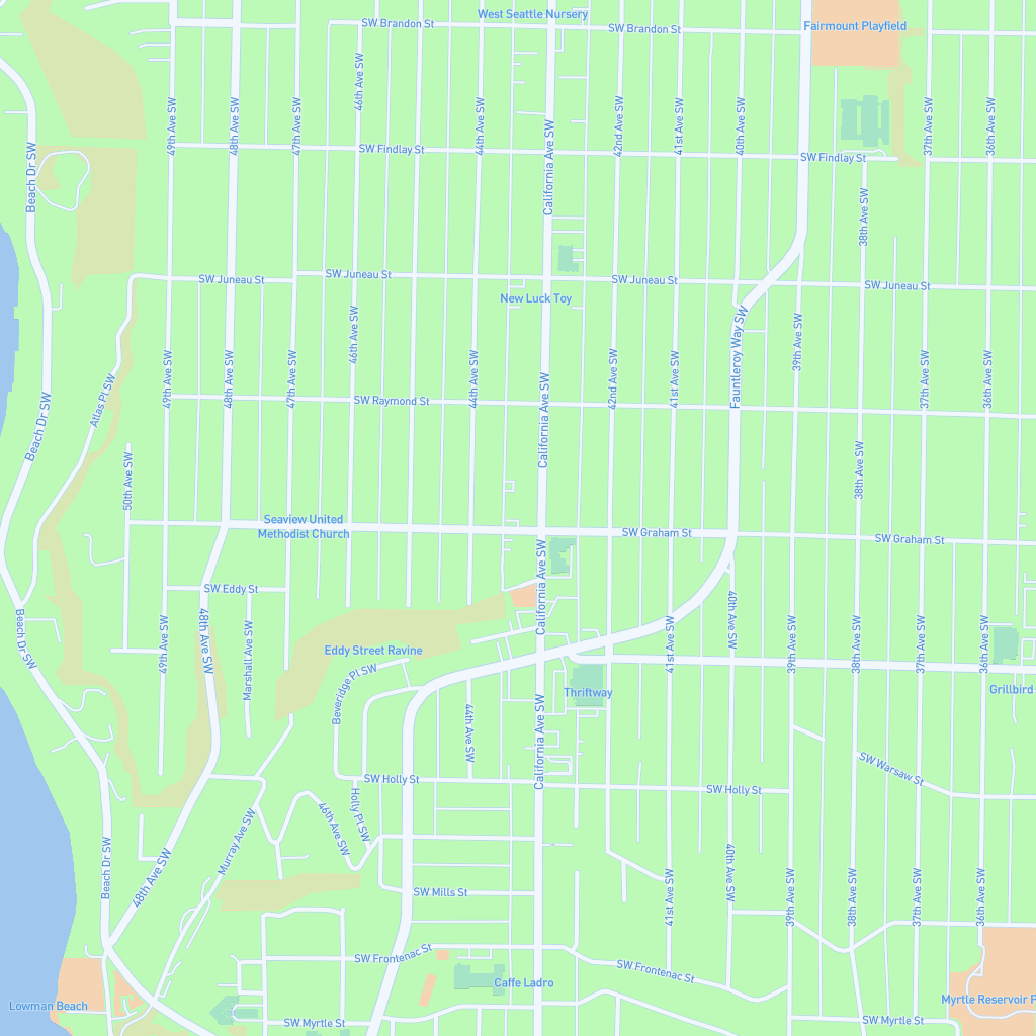 West Seattle Nursery
SW Brandon St
SW Brandon St
Fairmount Playfield
46th Ave SW
49th Ave SW
48th Ave SW
47th Ave SW
44th Ave SW
California Ave SW
42nd Ave SW
41st Ave SW
40th Ave SW
37th Ave SW
36th Ave SW
Beach Dr SW
SW Findlay St
SW Findlay St
38th Ave SW
SW Juneau St
SW Juneau St
SW Juneau St
SW Juneau St
New Luck Toy
46th Ave SW
Fauntleroy Way SW
39th Ave SW
49th Ave SW
48th Ave SW
47th Ave SW
44th Ave SW
California Ave SW
42nd Ave SW
41st Ave SW
37th Ave SW
36th Ave SW
Atlas Pl SW
Beach Dr SW
SW Raymond St
50th Ave SW
38th Ave SW
Seaview United
Methodist Church
SW Graham St
SW Graham St
California Ave SW
SW Eddy St
40th Ave SW
Beach Dr SW
48th Ave SW
49th Ave SW
Marshall Ave SW
41st Ave SW
39th Ave SW
38th Ave SW
37th Ave SW
36th Ave SW
Eddy Street Ravine
Beveridge Pl SW
Thriftway
Grillbird
44th Ave SW
California Ave SW
SW Holly St
SW Holly St
SW Warsaw St
Holly Pl SW
46th Ave SW
Murray Ave SW
Beach Dr SW
48th Ave SW
SW Mills St
41st Ave SW
40th Ave SW
39th Ave SW
38th Ave SW
37th Ave SW
36th Ave SW
SW Frontenac St
SW Frontenac St
Caffe Ladro
Lowman Beach
Myrtle Reservoir P
SW Myrtle St
SW Myrtle St